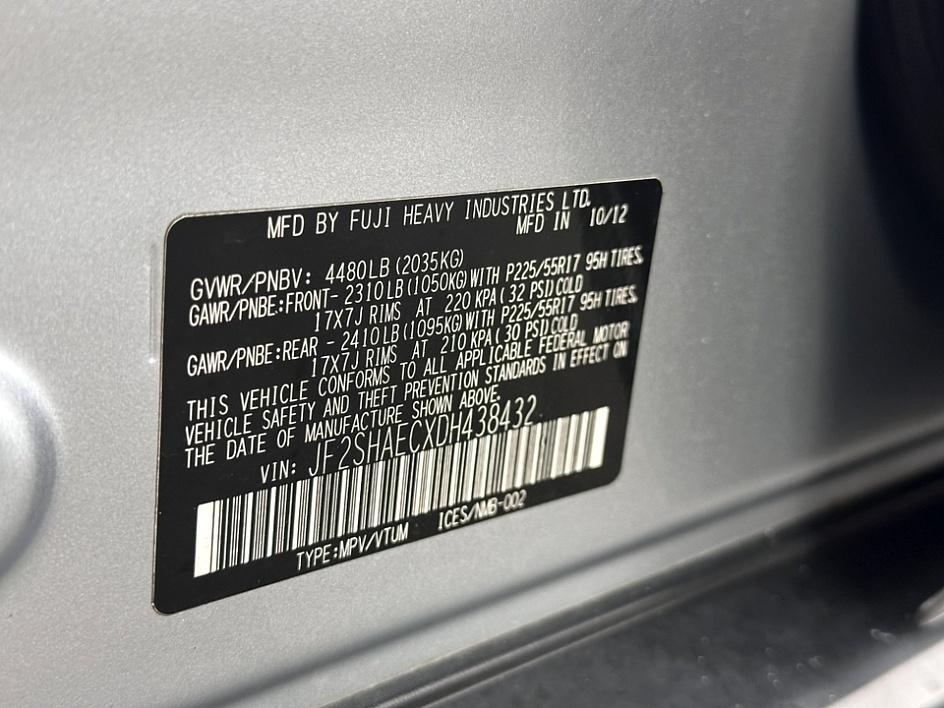 MFD BY FUJI HEAVY INDUSTRIES LTD.
MFD IN 10/12
GVWR/PNBV: 4480LB (2035KG)
GAWR/PNBE:FRONT- 2310LB (1050KG) WITH P225/55R17 95H TIRES,
17X7J RIMS AT 220 KPA ( 32 PSI) COLD
GAWR/PNBE:REAR - 2410LB (1095KG) WITH P225/55R17 95H TIRES,
17X7J RIMS AT 210 KPA ( 30 PSI) COLD
THIS VEHICLE CONFORMS TO ALL APPLICABLE FEDERAL MOTOR
VEHICLE SAFETY AND THEFT PREVENTION STANDARDS IN EFFECT ON
THE DATE OF MANUFACTURE SHOWN ABOVE.
VIN: JF2SHAECXDH438432
TYPE:MPV/VTUM ICES/NMB-002